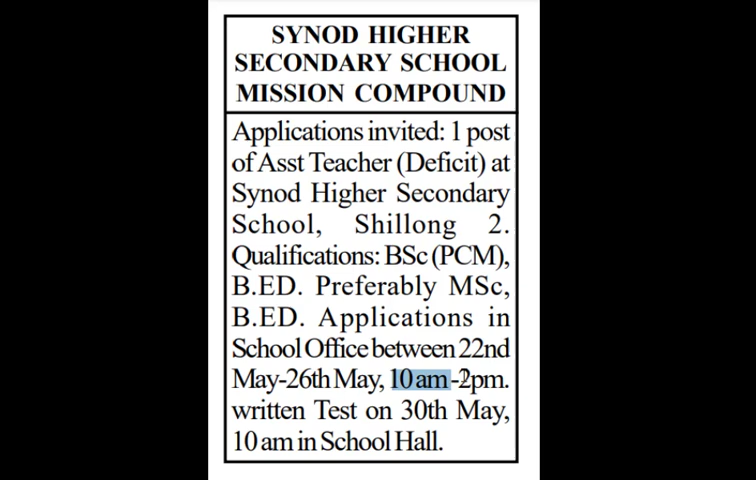 SYNOD HIGHER
SECONDARY SCHOOL
MISSION COMPOUND
Applications invited: 1 post
of Asst Teacher (Deficit) at
Synod Higher Secondary
School, Shillong 2.
Qualifications: BSc (PCM),
B.ED. Preferably MSc,
B.ED. Applications in
School Office between 22nd
May-26th May, 10 am -2pm.
written Test on 30th May,
10 am in School Hall.